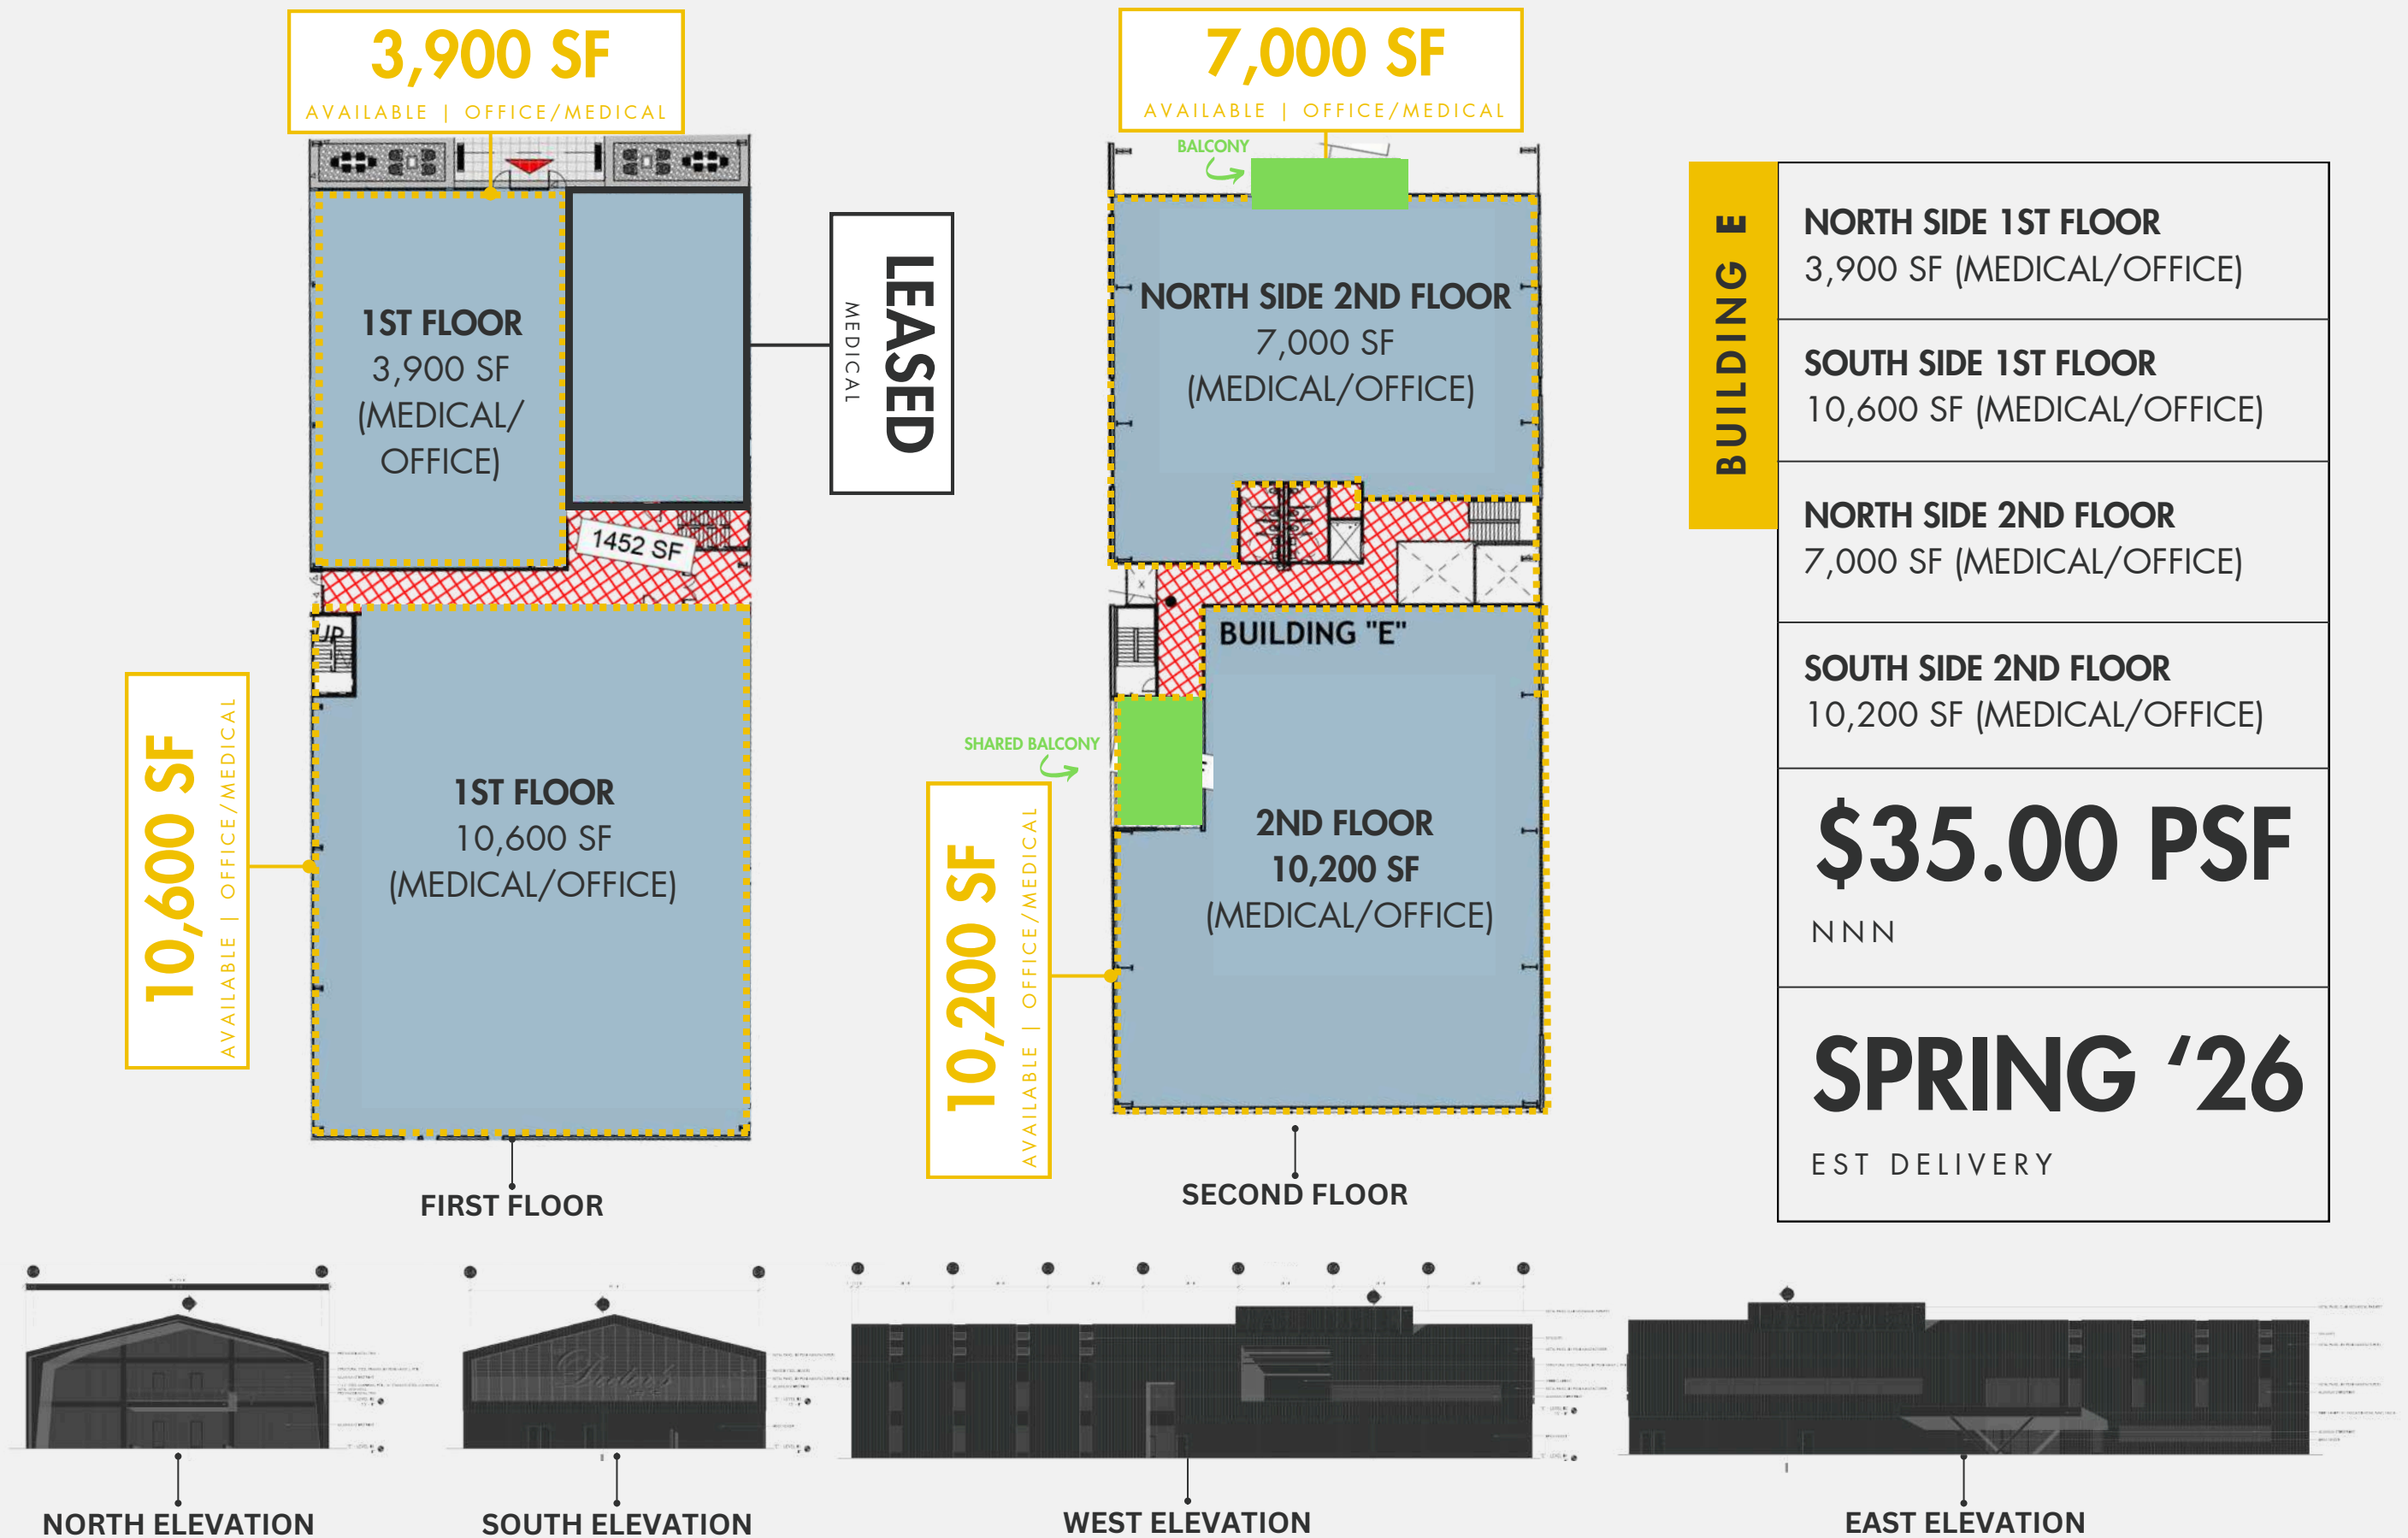 3,900 SF
AVAILABLE | OFFICE/MEDICAL
7,000 SF
AVAILABLE | OFFICE/MEDICAL
BALCONY
1ST FLOOR
3,900 SF
(MEDICAL/
OFFICE)
LEASED
MEDICAL
1452 SF
UP
1ST FLOOR
10,600 SF
(MEDICAL/OFFICE)
10,600 SF
AVAILABLE | OFFICE/MEDICAL
FIRST FLOOR
NORTH SIDE 2ND FLOOR
7,000 SF
(MEDICAL/OFFICE)
BUILDING "E"
SHARED BALCONY
2ND FLOOR
10,200 SF
(MEDICAL/OFFICE)
10,200 SF
AVAILABLE | OFFICE/MEDICAL
SECOND FLOOR
BUILDING E
NORTH SIDE 1ST FLOOR
3,900 SF (MEDICAL/OFFICE)
SOUTH SIDE 1ST FLOOR
10,600 SF (MEDICAL/OFFICE)
NORTH SIDE 2ND FLOOR
7,000 SF (MEDICAL/OFFICE)
SOUTH SIDE 2ND FLOOR
10,200 SF (MEDICAL/OFFICE)
$35.00 PSF
NNN
SPRING ‘26
EST DELIVERY
NORTH ELEVATION
SOUTH ELEVATION
WEST ELEVATION
EAST ELEVATION